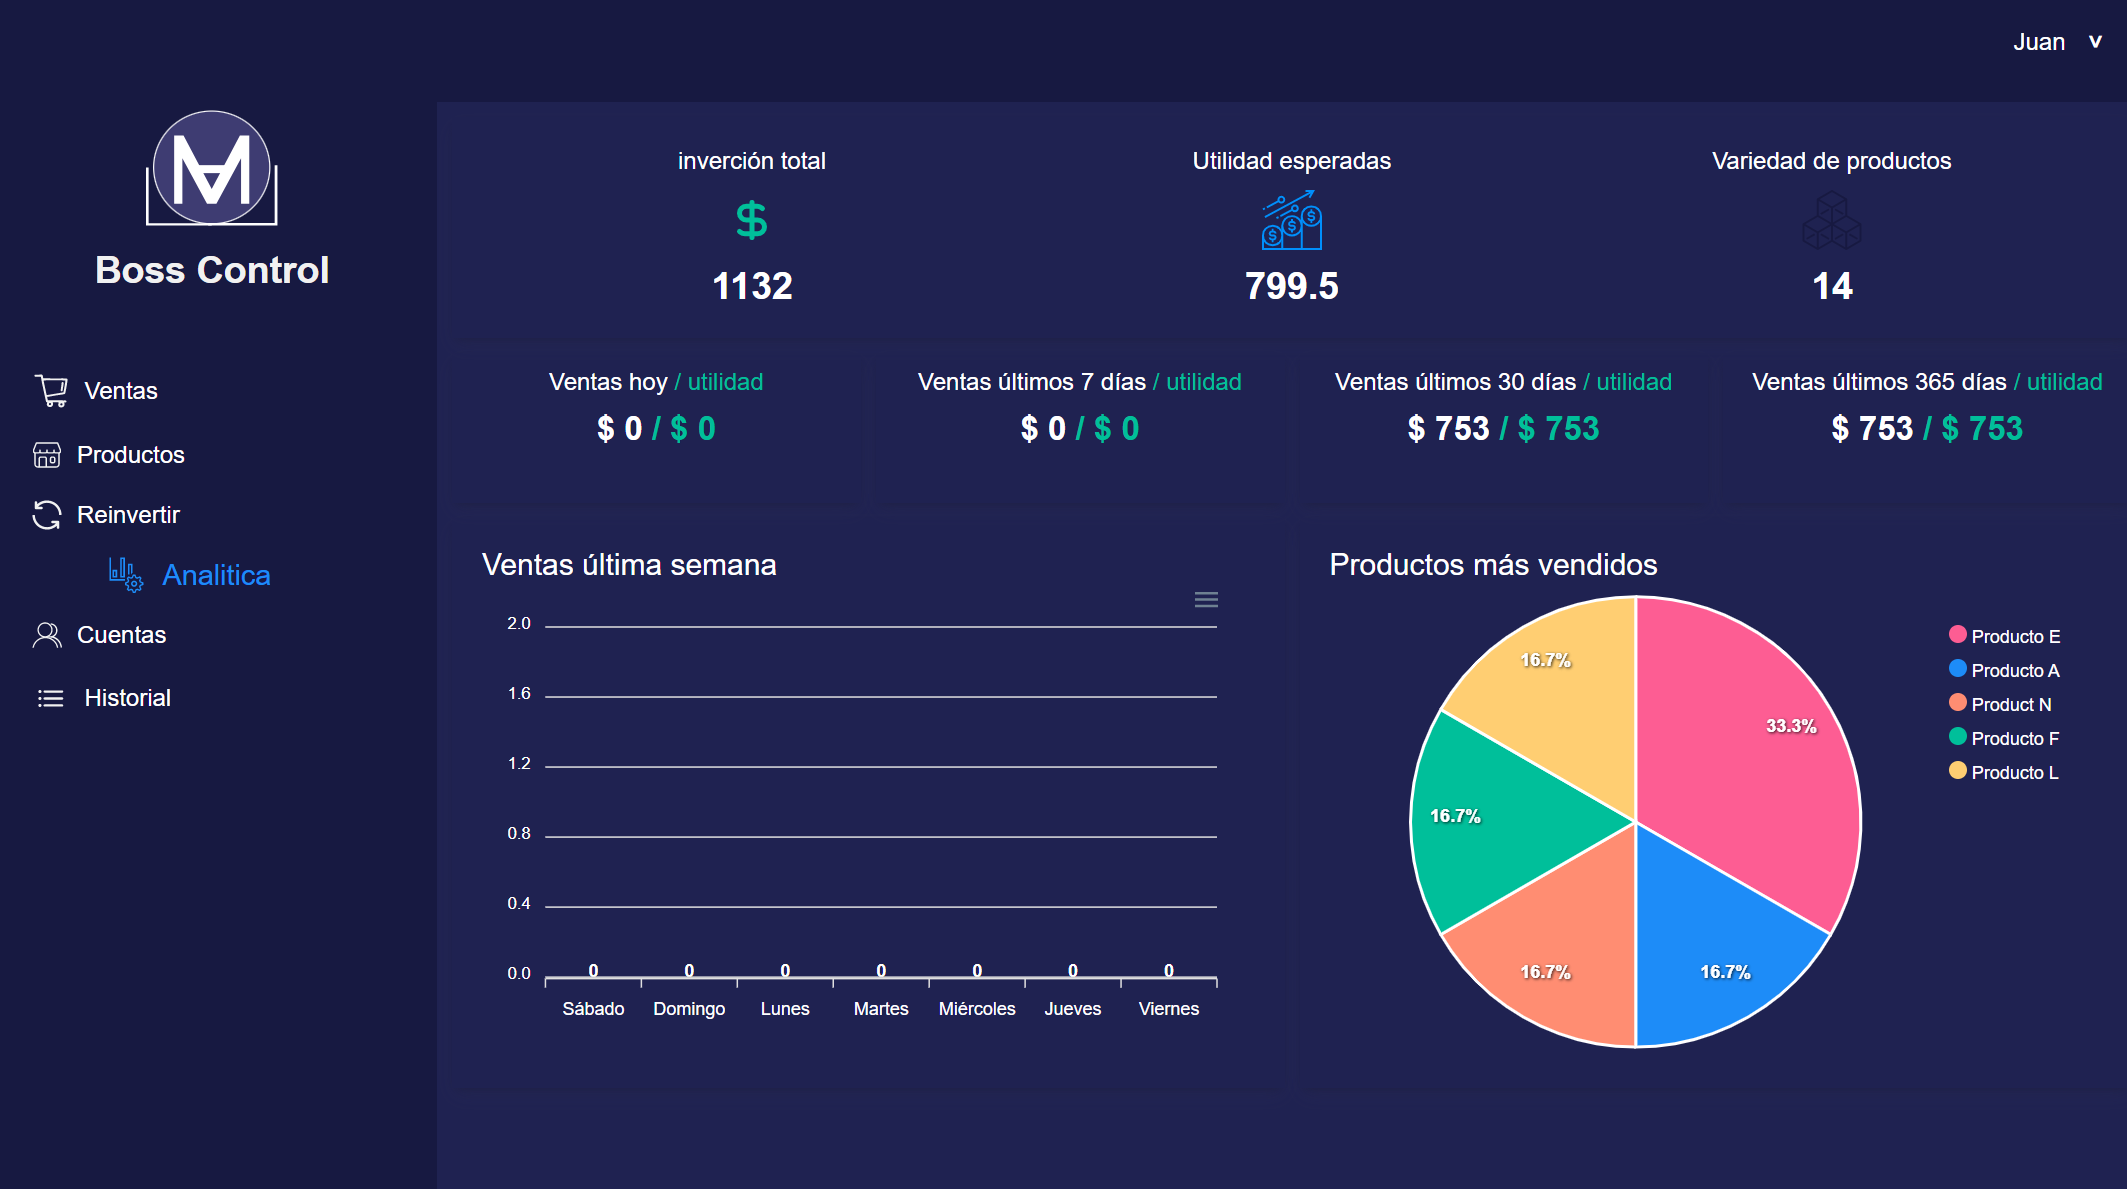 Juan v
Boss Control
Ventas
Productos
Reinvertir
Analitica
Cuentas
Historial
inverción total
1132
Utilidad esperadas
799.5
Variedad de productos
14
Ventas hoy / utilidad
$ 0 / $ 0
Ventas últimos 7 días / utilidad
$ 0 / $ 0
Ventas últimos 30 días / utilidad
$ 753 / $ 753
Ventas últimos 365 días / utilidad
$ 753 / $ 753
Ventas última semana
2.0
1.6
1.2
0.8
0.4
0.0
0 0 0 0 0 0 0
Sábado Domingo Lunes Martes Miércoles Jueves Viernes
Productos más vendidos
16.7%
33.3%
16.7%
16.7%
16.7%
Producto E
Producto A
Product N
Producto F
Producto L